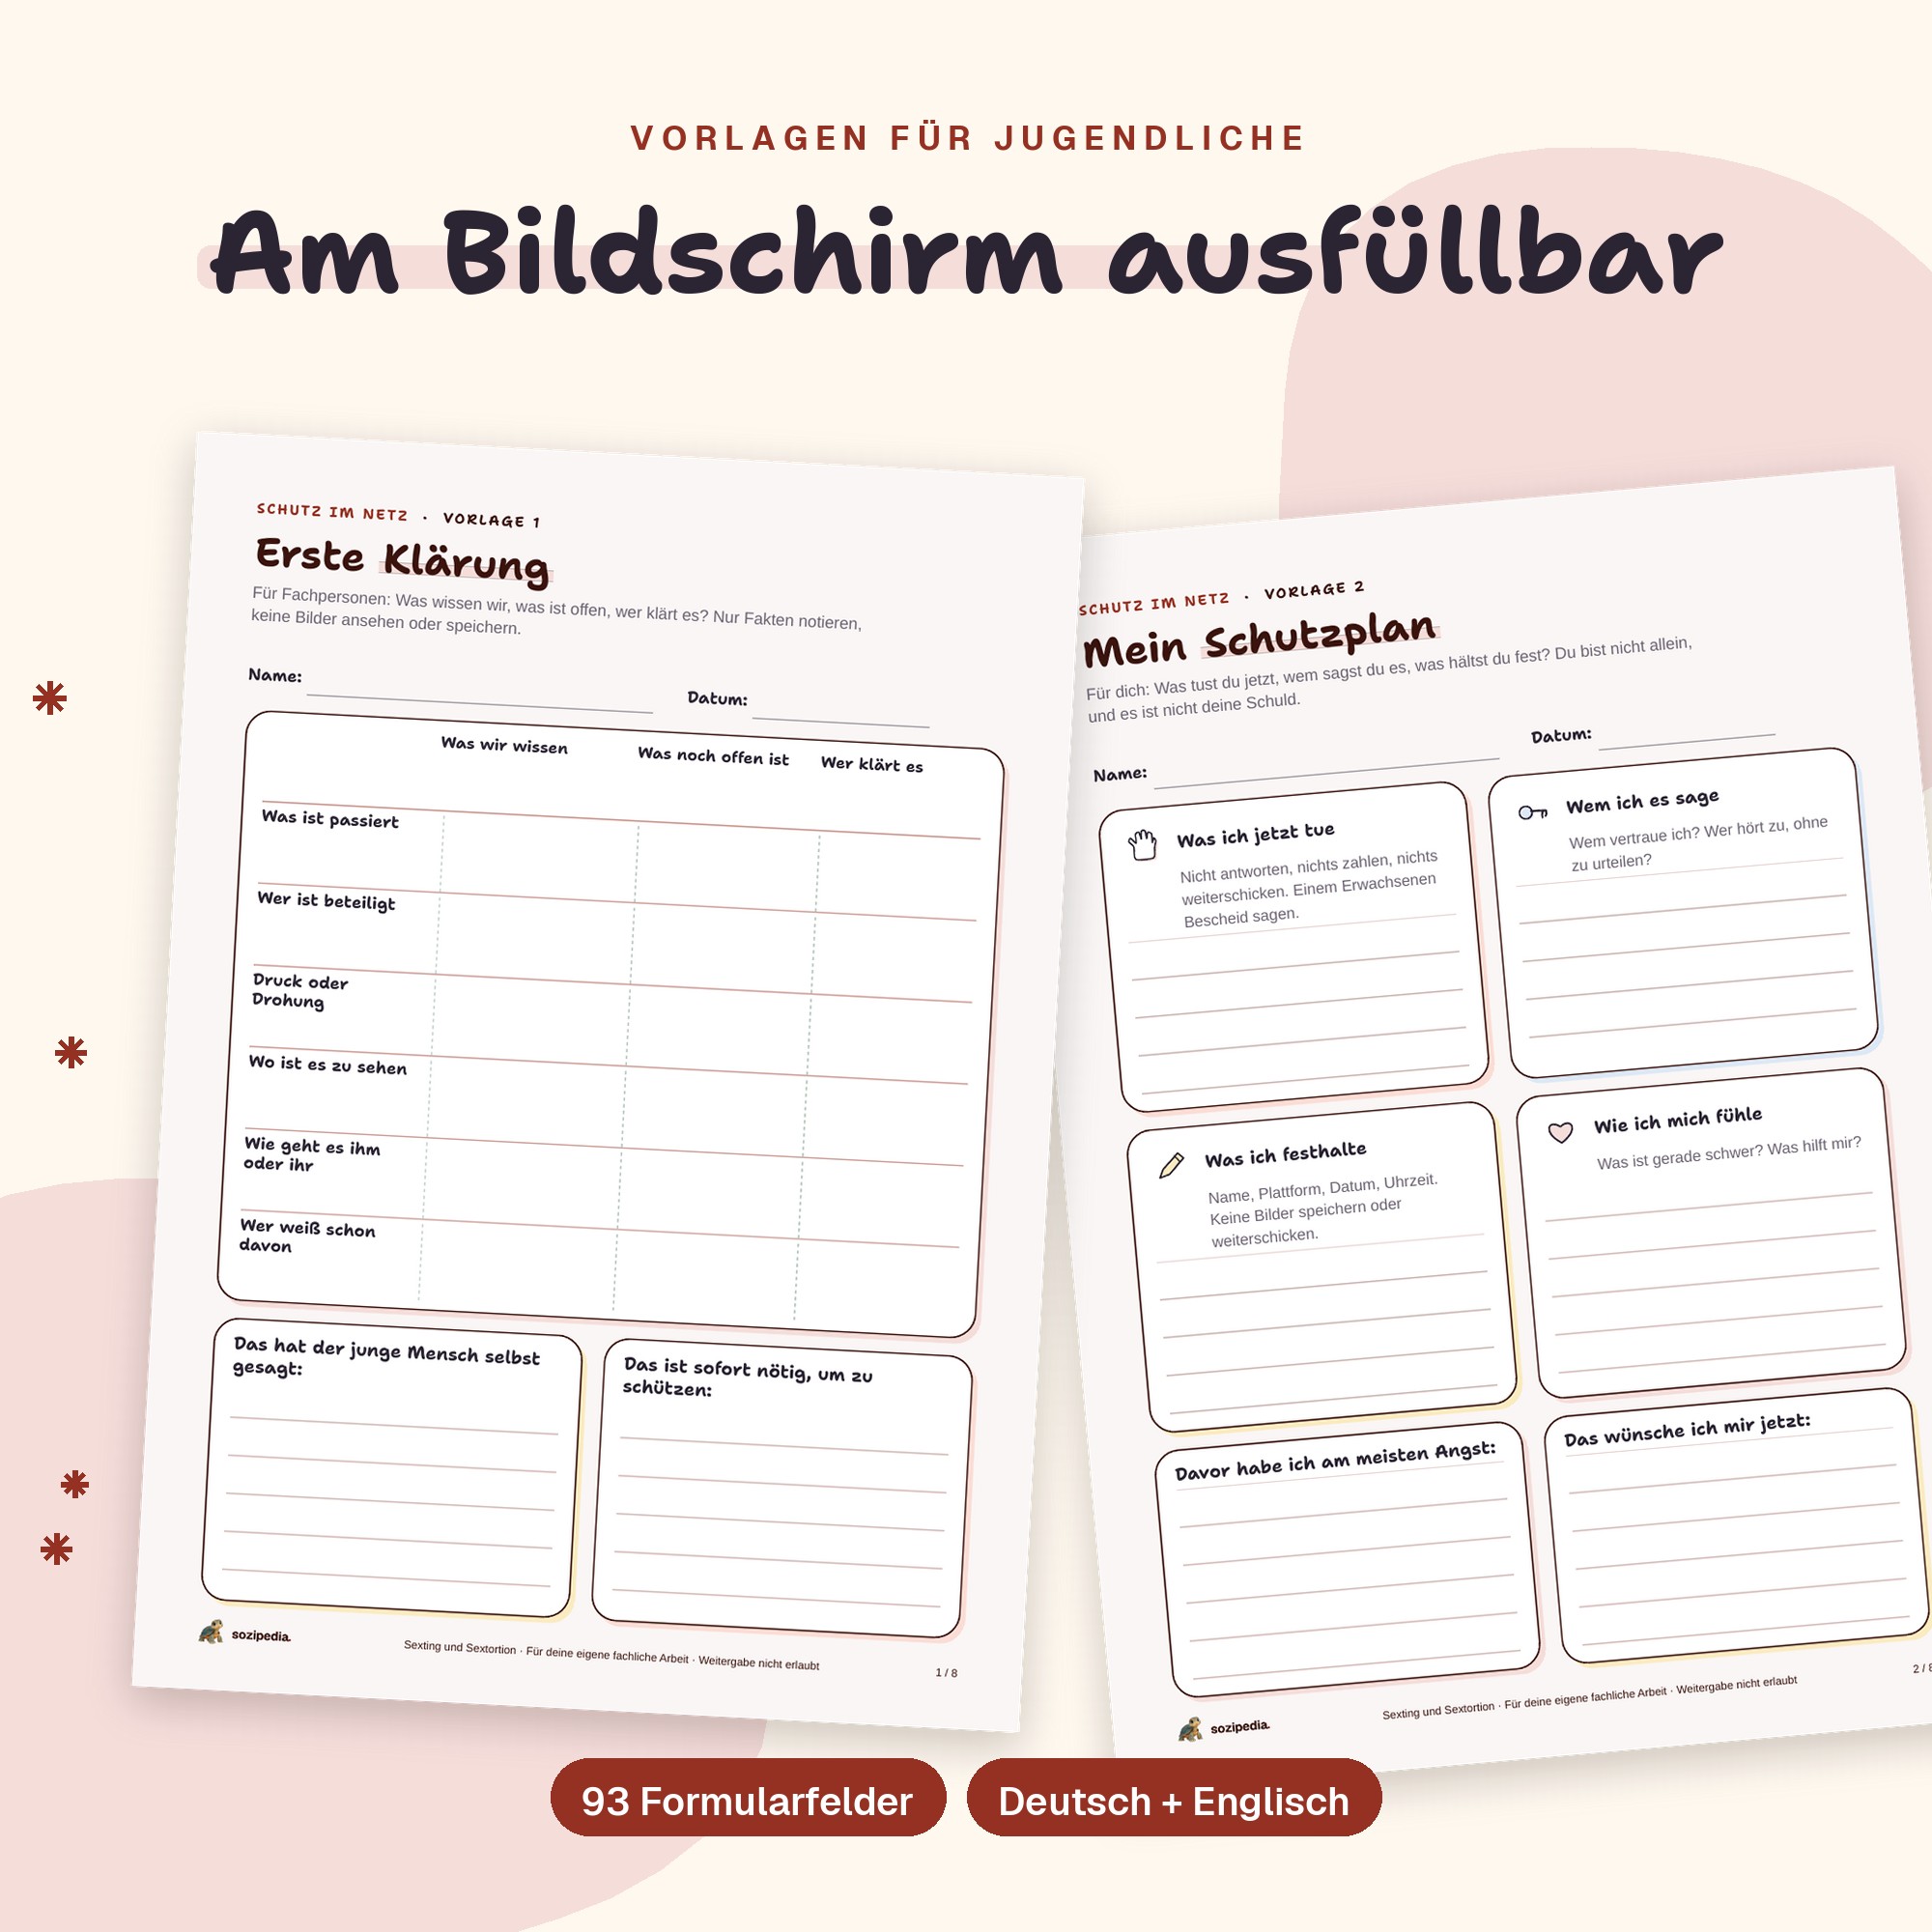 VORLAGEN FÜR JUGENDLICHE
Am Bildschirm ausfüllbar
SCHUTZ IM NETZ · VORLAGE 1
Erste Klärung
Für Fachpersonen: Was wissen wir, was ist offen, wer klärt es? Nur Fakten notieren,
keine Bilder ansehen oder speichern.
Name:
Datum:
Was wir wissen
Was noch offen ist
Wer klärt es
Was ist passiert
Wer ist beteiligt
Druck oder
Drohung
Wo ist es zu sehen
Wie geht es ihm
oder ihr
Wer weiß schon
davon
Das hat der junge Mensch selbst
gesagt:
Das ist sofort nötig, um zu
schützen:
sozipedia.
Sexting und Sextortion · Für deine eigene fachliche Arbeit · Weitergabe nicht erlaubt
1 / 8
SCHUTZ IM NETZ · VORLAGE 2
Mein Schutzplan
Für dich: Was tust du jetzt, wem sagst du es, was hältst du fest? Du bist nicht allein,
und es ist nicht deine Schuld.
Name:
Datum:
Was ich jetzt tue
Nicht antworten, nichts zahlen, nichts
weiterschicken. Einem Erwachsenen
Bescheid sagen.
Wem ich es sage
Wem vertraue ich? Wer hört zu, ohne
zu urteilen?
Was ich festhalte
Name, Plattform, Datum, Uhrzeit.
Keine Bilder speichern oder
weiterschicken.
Wie ich mich fühle
Was ist gerade schwer? Was hilft mir?
Davor habe ich am meisten Angst:
Das wünsche ich mir jetzt:
sozipedia.
Sexting und Sextortion · Für deine eigene fachliche Arbeit · Weitergabe nicht erlaubt
2 / 8
93 Formularfelder
Deutsch + Englisch